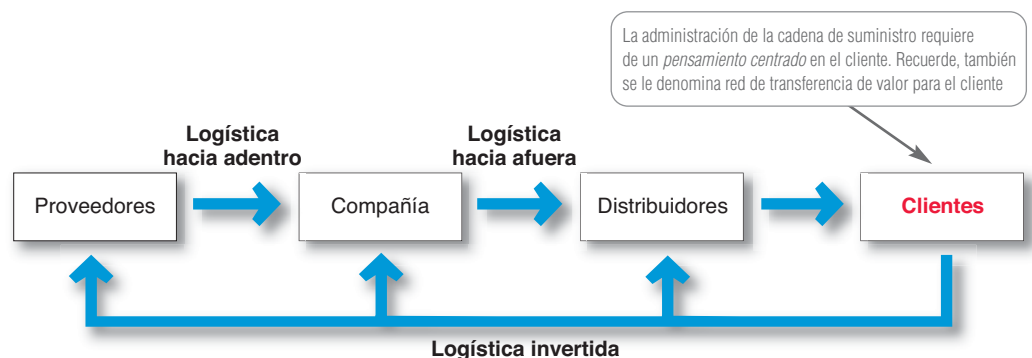 La administración de la cadena de suministro requiere
de un pensamiento centrado en el cliente. Recuerde, también
se le denomina red de transferencia de valor para el cliente
Logística
hacia adentro
Logística
hacia afuera
Proveedores
Compañía
Distribuidores
Clientes
Logística invertida